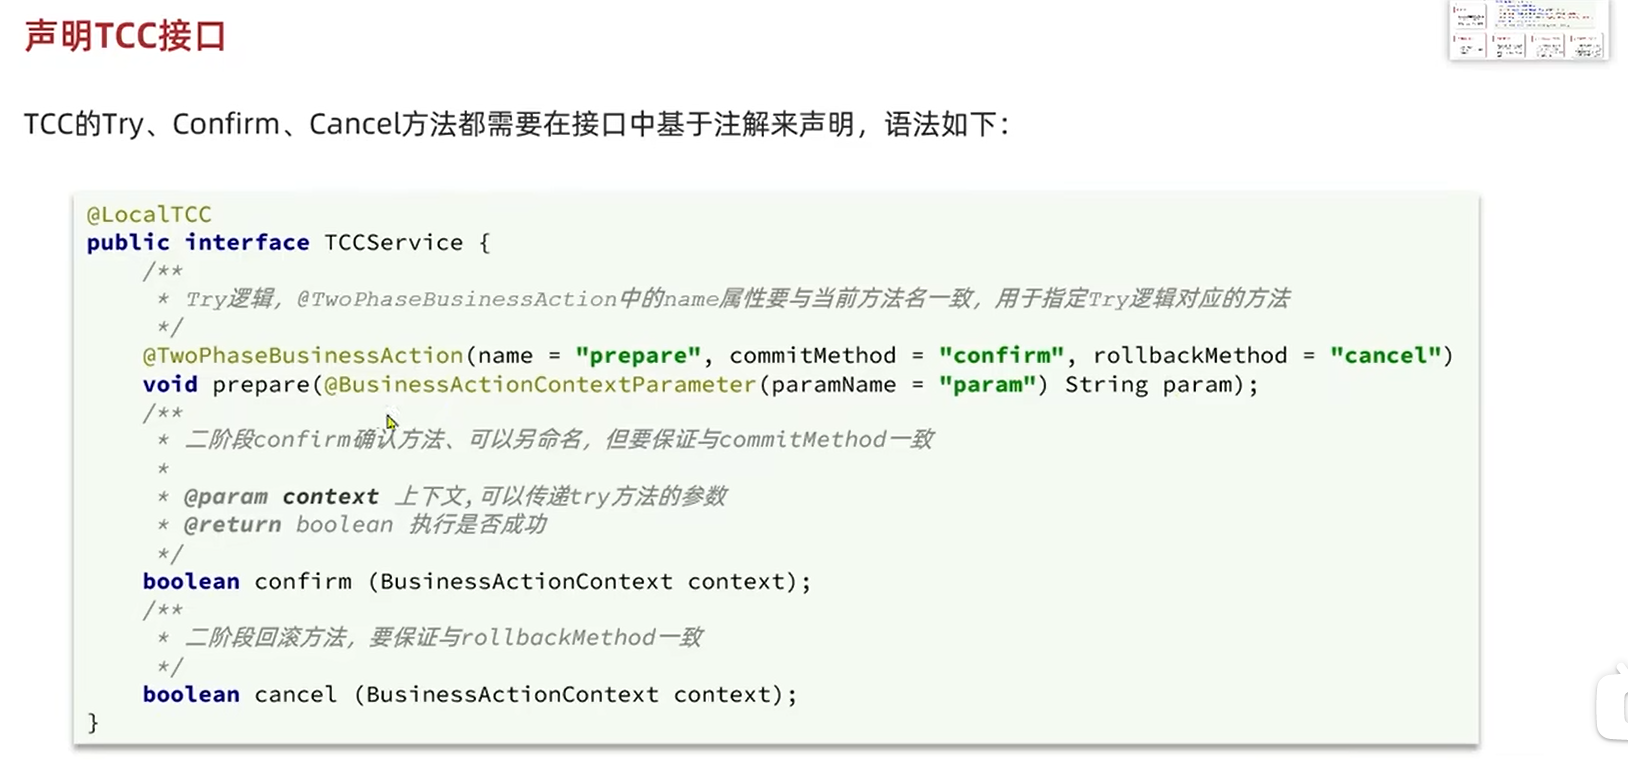 声明TCC接口
TCC的Try、Confirm、Cancel方法都需要在接口中基于注解来声明，语法如下：
@LocalTCC
public interface TCCService {
/**
* Try逻辑，@TwoPhaseBusinessAction中的name属性要与当前方法名一致，用于指定Try逻辑对应的方法
*/
@TwoPhaseBusinessAction(name = "prepare", commitMethod = "confirm", rollbackMethod = "cancel")
void prepare(@BusinessActionContextParameter(paramName = "param") String param);
/**
* 二阶段confirm确认方法、可以另命名，但要保证与commitMethod一致
*
* @param context 上下文,可以传递try方法的参数
* @return boolean 执行是否成功
*/
boolean confirm (BusinessActionContext context);
/**
* 二阶段回滚方法，要保证与rollbackMethod一致
*/
boolean cancel (BusinessActionContext context);
}